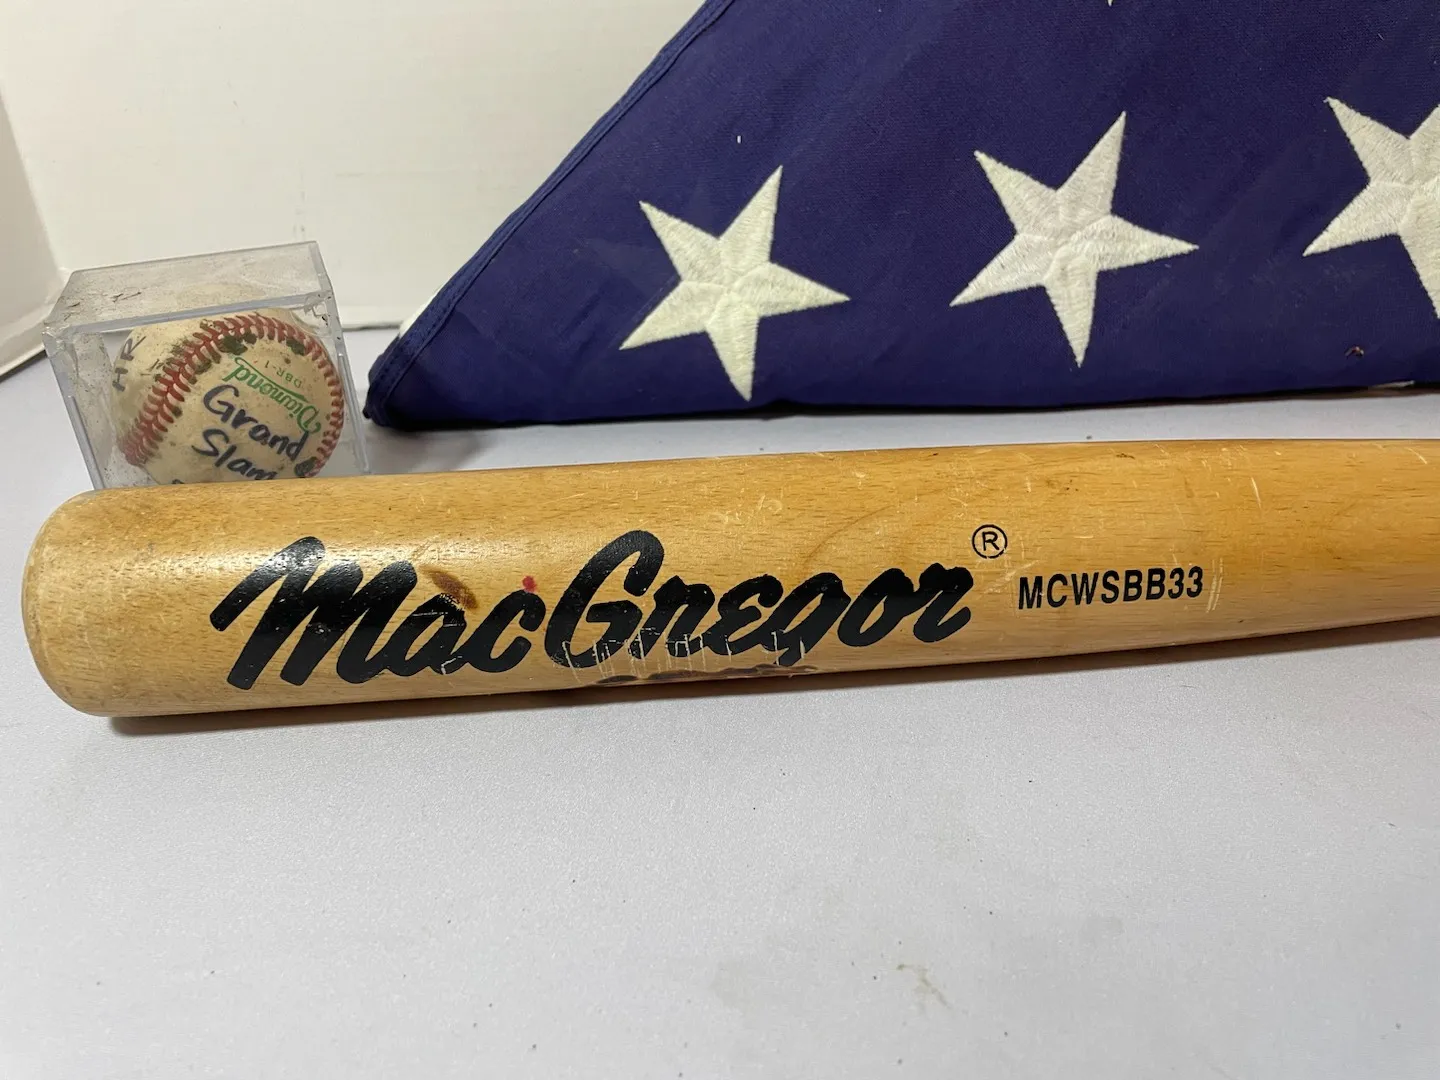 HR
Diamond
DBR-1
Grand
Slam
MacGregor®
MCWSBB33